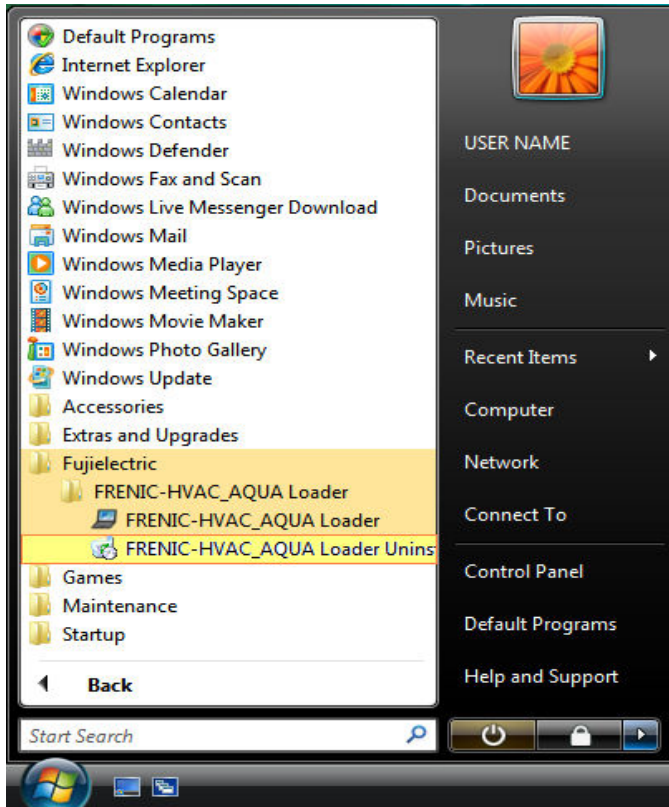 Default Programs
Internet Explorer
Windows Calendar
Windows Contacts
Windows Defender
Windows Fax and Scan
Windows Live Messenger Download
Windows Mail
Windows Media Player
Windows Meeting Space
Windows Movie Maker
Windows Photo Gallery
Windows Update
Accessories
Extras and Upgrades
Fujielectric
FRENIC-HVAC_AQUA Loader
FRENIC-HVAC_AQUA Loader
FRENIC-HVAC_AQUA Loader Unins
Games
Maintenance
Startup
Back
Start Search
USER NAME
Documents
Pictures
Music
Recent Items
Computer
Network
Connect To
Control Panel
Default Programs
Help and Support